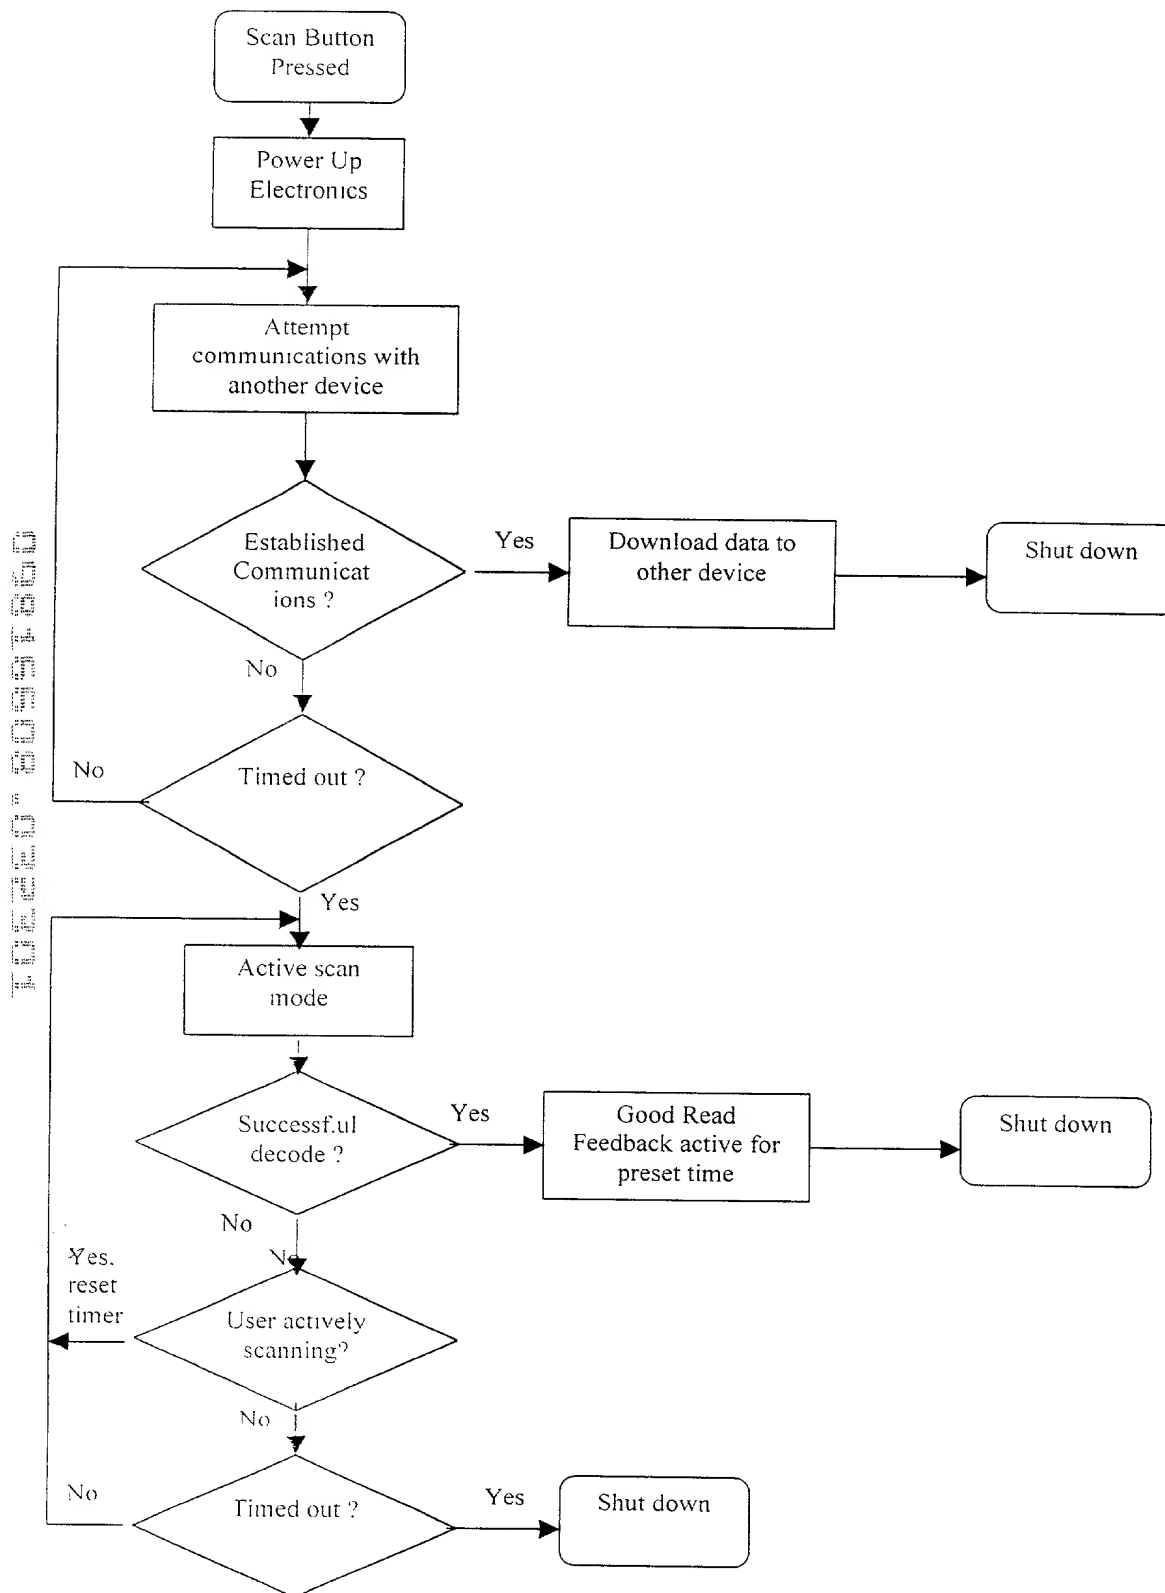 Scan Button
Pressed
Power Up
Electronics
Attempt
communications with
another device
Established
Communicat
ions ?
Yes
Download data to
other device
Shut down
No
Timed out ?
No
Yes
Active scan
mode
Successful
decode ?
Yes
Good Read
Feedback active for
preset time
Shut down
No
No
Yes,
reset
timer
User actively
scanning?
No
Timed out ?
No
Yes
Shut down